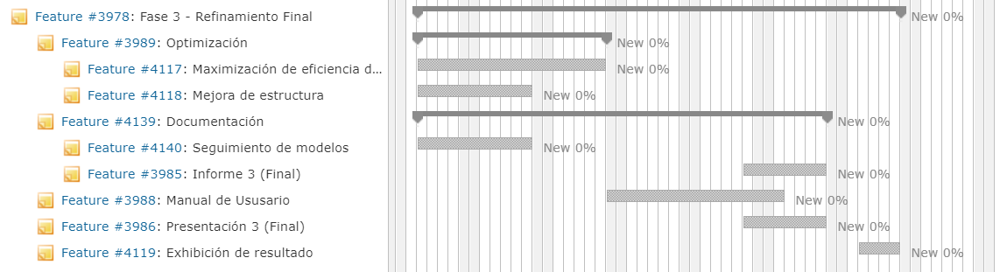 Feature #3978: Fase 3 - Refinamiento Final New 0%
Feature #3989: Optimización New 0%
Feature #4117: Maximización de eficiencia d... New 0%
Feature #4118: Mejora de estructura New 0%
Feature #4139: Documentación New 0%
Feature #4140: Seguimiento de modelos New 0%
Feature #3985: Informe 3 (Final) New 0%
Feature #3988: Manual de Ususario New 0%
Feature #3986: Presentación 3 (Final) New 0%
Feature #4119: Exhibición de resultado New 0%